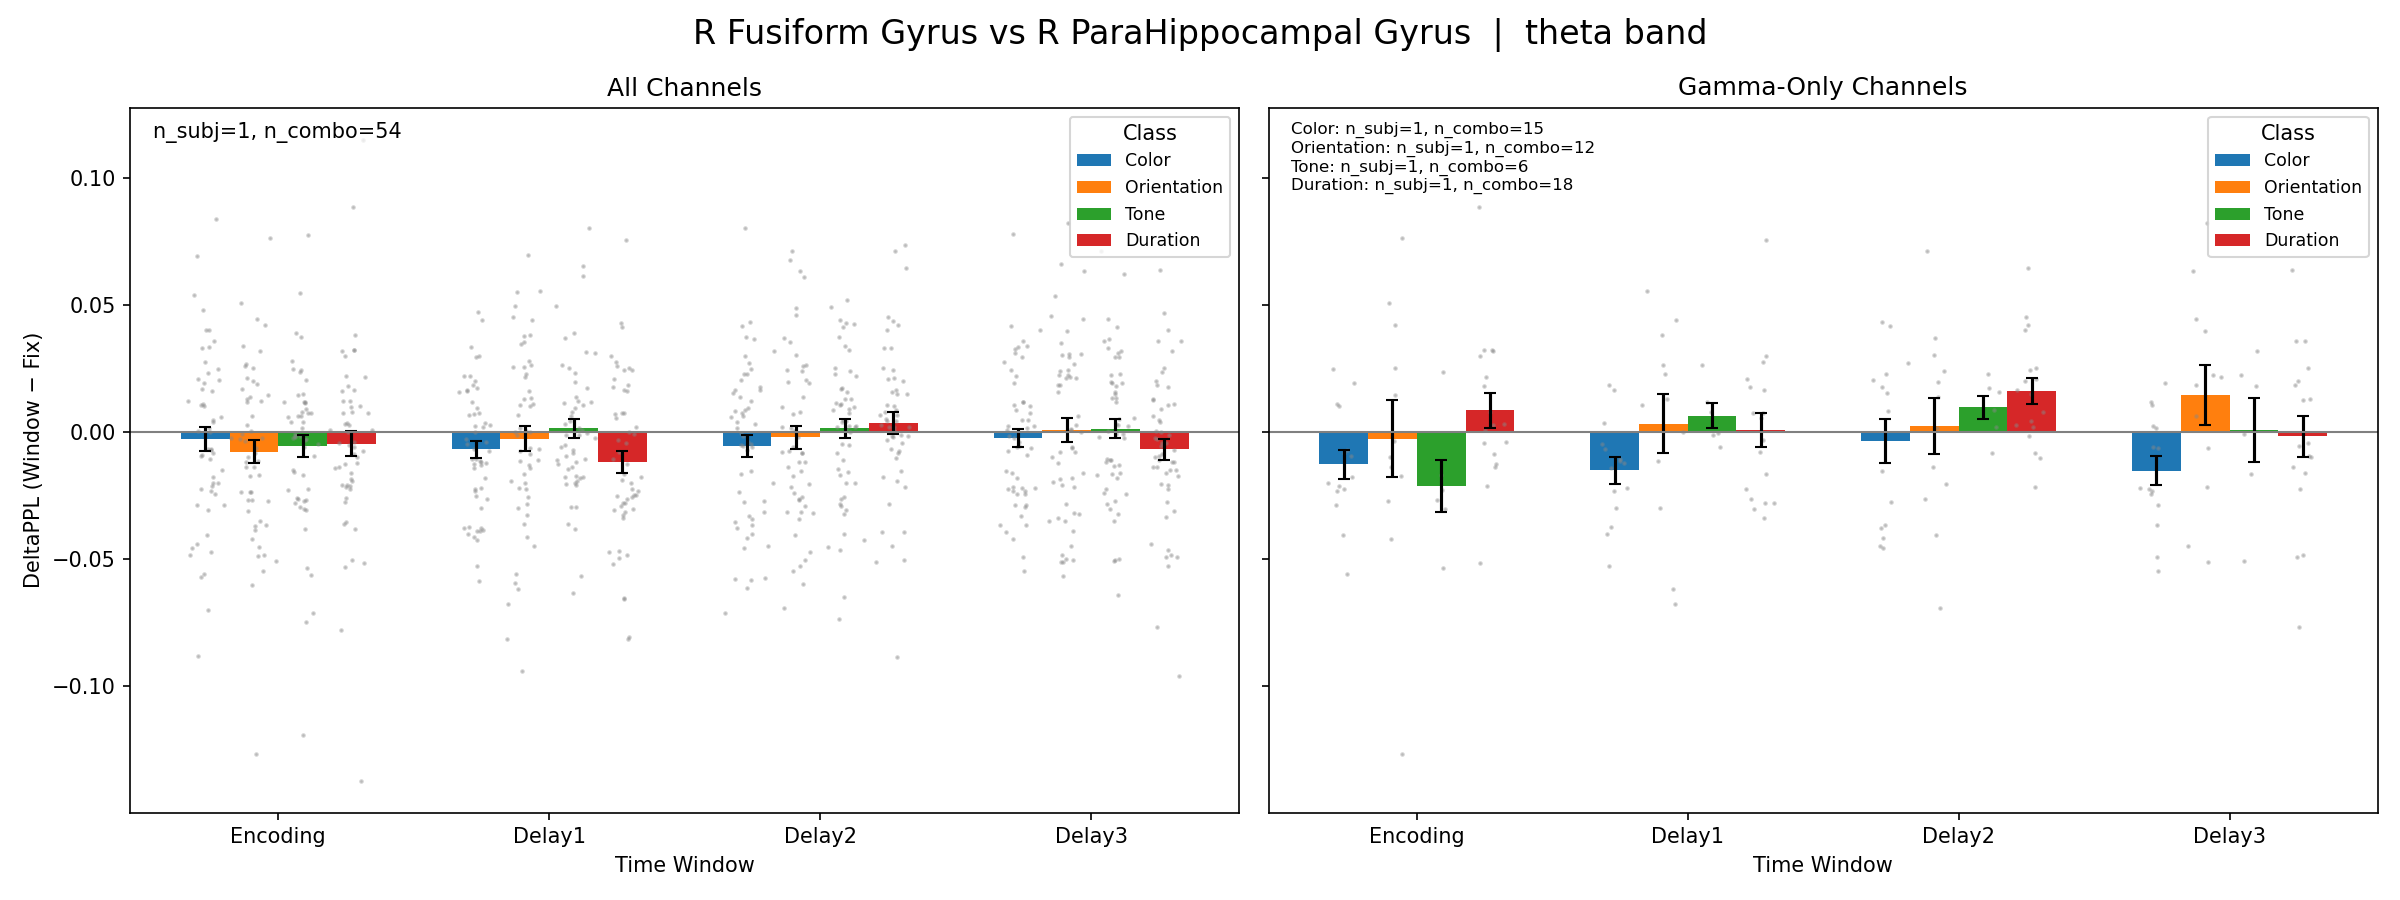 R Fusiform Gyrus vs R ParaHippocampal Gyrus | theta band
All Channels
n_subj=1, n_combo=54
Class
Color
Orientation
Tone
Duration
DeltaPPL (Window − Fix)
0.10
0.05
0.00
−0.05
−0.10
Encoding
Delay1
Delay2
Delay3
Time Window
Gamma-Only Channels
Color: n_subj=1, n_combo=15
Orientation: n_subj=1, n_combo=12
Tone: n_subj=1, n_combo=6
Duration: n_subj=1, n_combo=18
Class
Color
Orientation
Tone
Duration
Encoding
Delay1
Delay2
Delay3
Time Window